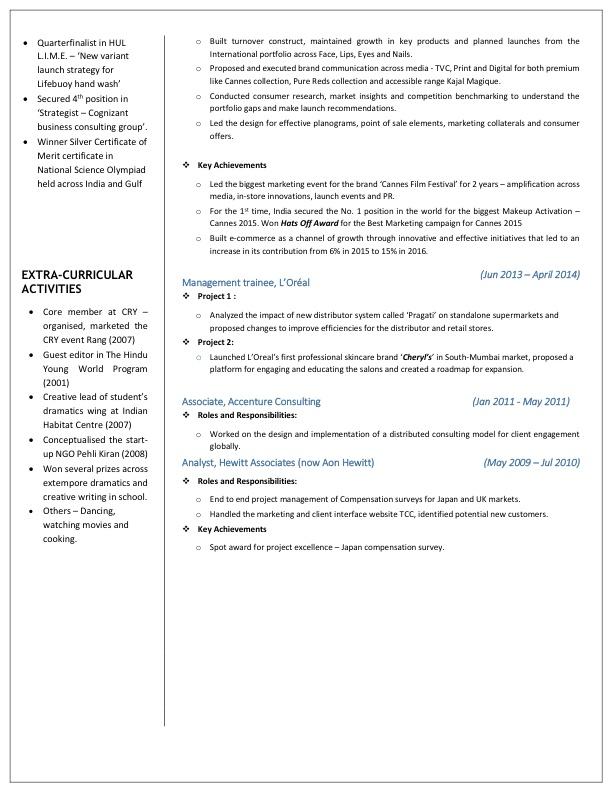 • Quarterfinalist in HUL
L.I.M.E. – ‘New variant
launch strategy for
Lifebuoy hand wash’
• Secured 4th position in
‘Strategist – Cognizant
business consulting group’.
• Winner Silver Certificate of
Merit certificate in
National Science Olympiad
held across India and Gulf
EXTRA-CURRICULAR
ACTIVITIES
• Core member at CRY –
organised, marketed the
CRY event Rang (2007)
• Guest editor in The Hindu
Young World Program
(2001)
• Creative lead of student’s
dramatics wing at Indian
Habitat Centre (2007)
• Conceptualised the start-
up NGO Pehli Kiran (2008)
• Won several prizes across
extempore dramatics and
creative writing in school.
• Others – Dancing,
watching movies and
cooking.
o Built turnover construct, maintained growth in key products and planned launches from the
International portfolio across Face, Lips, Eyes and Nails.
o Proposed and executed brand communication across media - TVC, Print and Digital for both premium
like Cannes collection, Pure Reds collection and accessible range Kajal Magique.
o Conducted consumer research, market insights and competition benchmarking to understand the
portfolio gaps and make launch recommendations.
o Led the design for effective planograms, point of sale elements, marketing collaterals and consumer
offers.
❖ Key Achievements
o Led the biggest marketing event for the brand ‘Cannes Film Festival’ for 2 years – amplification across
media, in-store innovations, launch events and PR.
o For the 1st time, India secured the No. 1 position in the world for the biggest Makeup Activation –
Cannes 2015. Won Hats Off Award for the Best Marketing campaign for Cannes 2015
o Built e-commerce as a channel of growth through innovative and effective initiatives that led to an
increase in its contribution from 6% in 2015 to 15% in 2016.
(Jun 2013 – April 2014)
Management trainee, L’Oréal
❖ Project 1 :
o Analyzed the impact of new distributor system called ‘Pragati’ on standalone supermarkets and
proposed changes to improve efficiencies for the distributor and retail stores.
❖ Project 2:
o Launched L’Oreal’s first professional skincare brand ‘Cheryl’s’ in South-Mumbai market, proposed a
platform for engaging and educating the salons and created a roadmap for expansion.
Associate, Accenture Consulting (Jan 2011 - May 2011)
❖ Roles and Responsibilities:
o Worked on the design and implementation of a distributed consulting model for client engagement
globally.
Analyst, Hewitt Associates (now Aon Hewitt) (May 2009 – Jul 2010)
❖ Roles and Responsibilities:
o End to end project management of Compensation surveys for Japan and UK markets.
o Handled the marketing and client interface website TCC, identified potential new customers.
❖ Key Achievements
o Spot award for project excellence – Japan compensation survey.